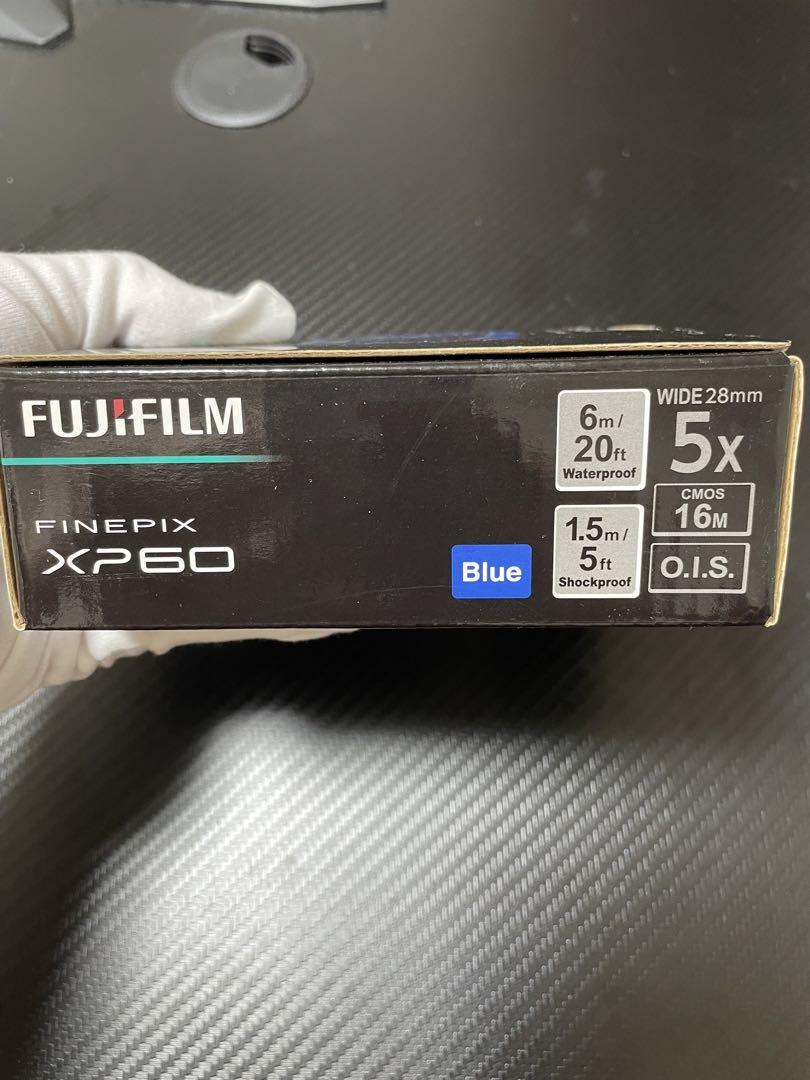 FUJIFILM
FINEPIX
XP60
Blue
6m/
20ft
Waterproof
1.5m/
5ft
Shockproof
WIDE 28mm
5x
CMOS
16M
O.I.S.